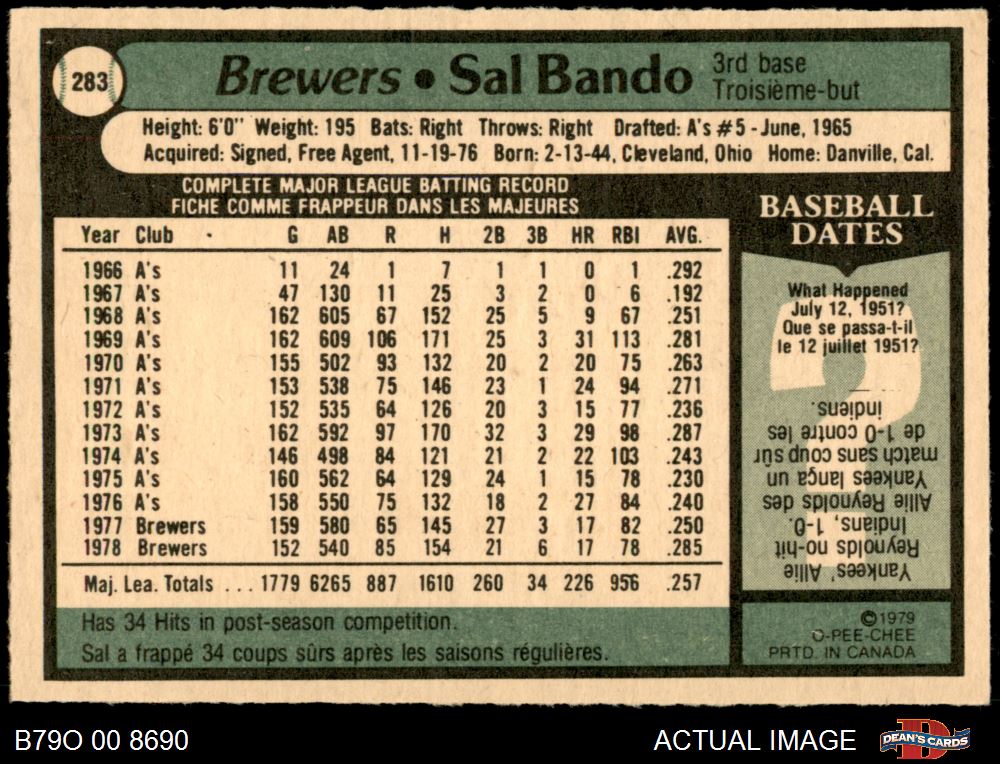 283
Brewers • Sal Bando
3rd base
Troisième-but
Height: 6'0" Weight: 195 Bats: Right Throws: Right Drafted: A's #5 - June, 1965
Acquired: Signed, Free Agent, 11-19-76 Born: 2-13-44, Cleveland, Ohio Home: Danville, Cal.
COMPLETE MAJOR LEAGUE BATTING RECORD
FICHE COMME FRAPPEUR DANS LES MAJEURES
Year Club G AB R H 2B 3B HR RBI AVG.
1966 A's 11 24 1 7 1 1 0 1 .292
1967 A's 47 130 11 25 3 2 0 6 .192
1968 A's 162 605 67 152 25 5 9 67 .251
1969 A's 162 609 106 171 25 3 31 113 .281
1970 A's 155 502 93 132 20 2 20 75 .263
1971 A's 153 538 75 146 23 1 24 94 .271
1972 A's 152 535 64 126 20 3 15 77 .236
1973 A's 162 592 97 170 32 3 29 98 .287
1974 A's 146 498 84 121 21 2 22 103 .243
1975 A's 160 562 64 129 24 1 15 78 .230
1976 A's 158 550 75 132 18 2 27 84 .240
1977 Brewers 159 580 65 145 27 3 17 82 .250
1978 Brewers 152 540 85 154 21 6 17 78 .285
Maj. Lea. Totals ... 1779 6265 887 1610 260 34 226 956 .257
Has 34 Hits in post-season competition.
Sal a frappé 34 coups sûrs après les saisons régulières.
BASEBALL
DATES
What Happened
July 12, 1951?
Que se passa-t-il
le 12 juillet 1951?
Yankees' Allie
Reynolds no-hit
Indians, 1-0.
Allie Reynolds des
Yankees lança un
match sans coup sûr
de 1-0 contre les
indiens.
©1979
O-PEE-CHEE
PRTD. IN CANADA
B79O 00 8690
ACTUAL IMAGE
DEAN'S CARDS